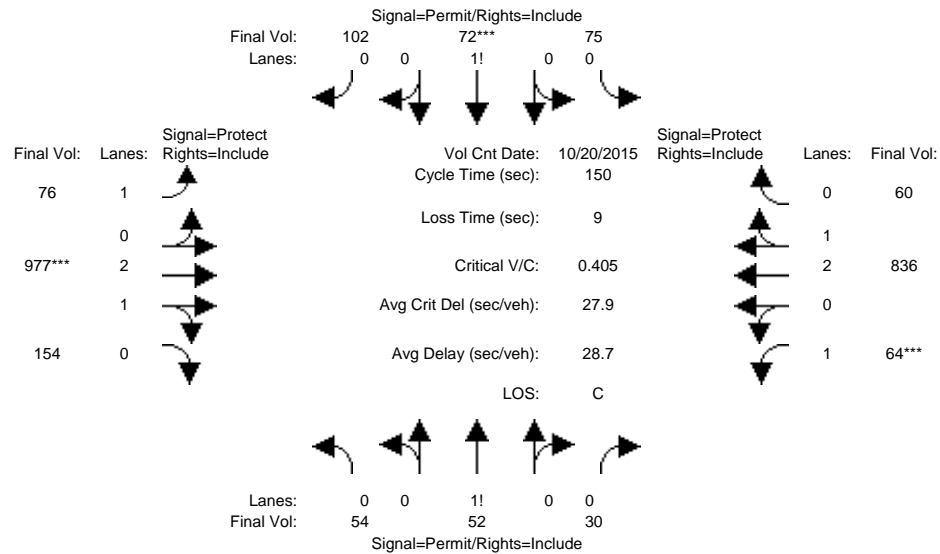 Signal=Permit/Rights=Include
Final Vol: 102 72*** 75
Lanes: 0 0 1! 0 0
Signal=Protect Signal=Protect
Final Vol: Lanes: Rights=Include Vol Cnt Date: 10/20/2015 Rights=Include Lanes: Final Vol:
Cycle Time (sec): 150
76 1 0 60
Loss Time (sec): 9
0 1
977*** 2 Critical V/C: 0.405 2 836
1 Avg Crit Del (sec/veh): 27.9 0
154 0 Avg Delay (sec/veh): 28.7 1 64***
LOS: C
Lanes: 0 0 1! 0 0
Final Vol: 54 52 30
Signal=Permit/Rights=Include